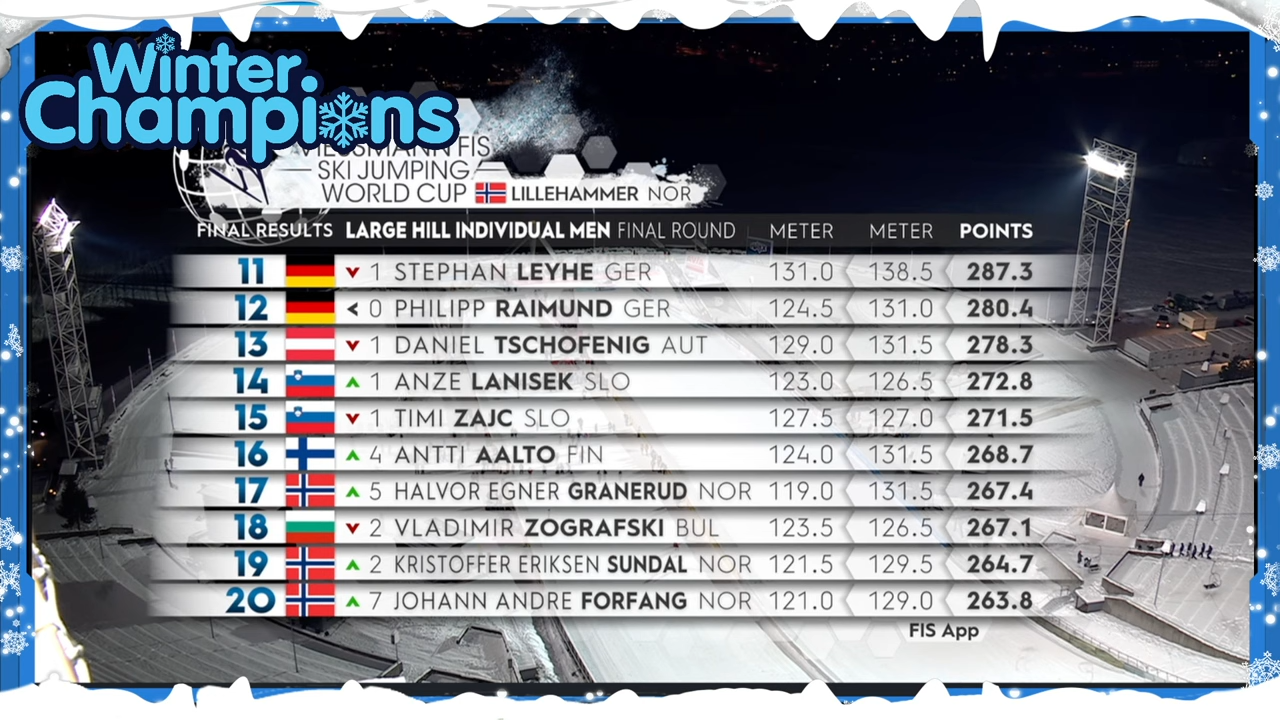 Winter
Champions
VIESSMANN FIS
SKI JUMPING
WORLD CUP LILLEHAMMER NOR
FINAL RESULTS LARGE HILL INDIVIDUAL MEN FINAL ROUND METER METER POINTS
11 1 STEPHAN LEYHE GER 131.0 138.5 287.3
12 < 0 PHILIPP RAIMUND GER 124.5 131.0 280.4
13 1 DANIEL TSCHOFENIG AUT 129.0 131.5 278.3
14 1 ANZE LANISEK SLO 123.0 126.5 272.8
15 1 TIMI ZAJC SLO 127.5 127.0 271.5
16 4 ANTTI AALTO FIN 124.0 131.5 268.7
17 5 HALVOR EGNER GRANERUD NOR 119.0 131.5 267.4
18 2 VLADIMIR ZOGRAFSKI BUL 123.5 126.5 267.1
19 2 KRISTOFFER ERIKSEN SUNDAL NOR 121.5 129.5 264.7
20 7 JOHANN ANDRE FORFANG NOR 121.0 129.0 263.8
FIS App